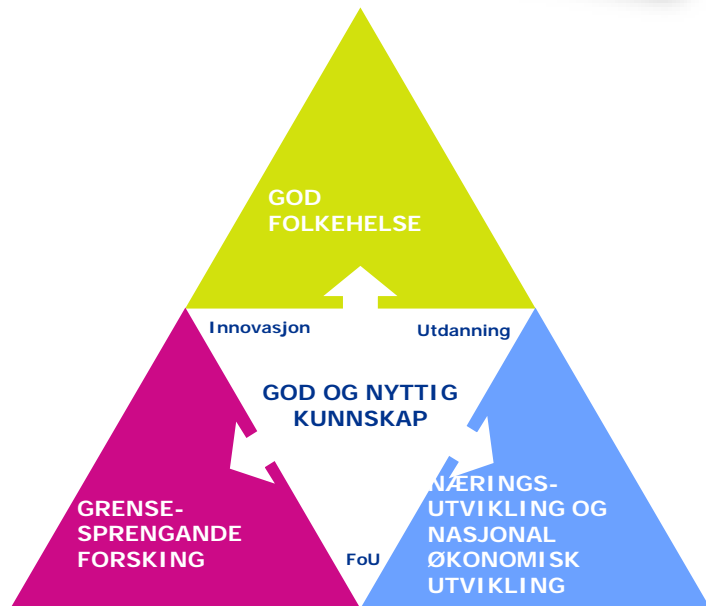 GOD
FOLKEHELSE
Innovasjon
Utdanning
GOD OG NYTTIG
KUNNSKAP
GRENSE-
SPRENGANDE
FORSKING
FoU
NÆRINGS-
UTVIKLING OG
NASJONAL
ØKONOMISK
UTVIKLING